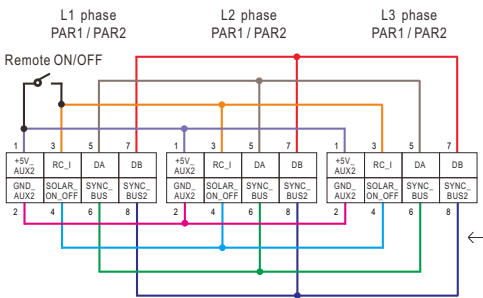 L1 phase L2 phase L3 phase
PAR1 / PAR2 PAR1 / PAR2 PAR1 / PAR2
Remote ON/OFF
1 3 5 7 1 3 5 7 1 3 5 7
+5V_ AUX2 RC_I DA DB +5V_ AUX2 RC_I DA DB +5V_ AUX2 RC_I DA DB
GND_ AUX2 SOLAR_ ON_OFF SYNC_ BUS SYNC_ BUS2 GND_ AUX2 SOLAR_ ON_OFF SYNC_ BUS SYNC_ BUS2 GND_ AUX2 SOLAR_ ON_OFF SYNC_ BUS SYNC_ BUS2
2 4 6 8 2 4 6 8 2 4 6 8